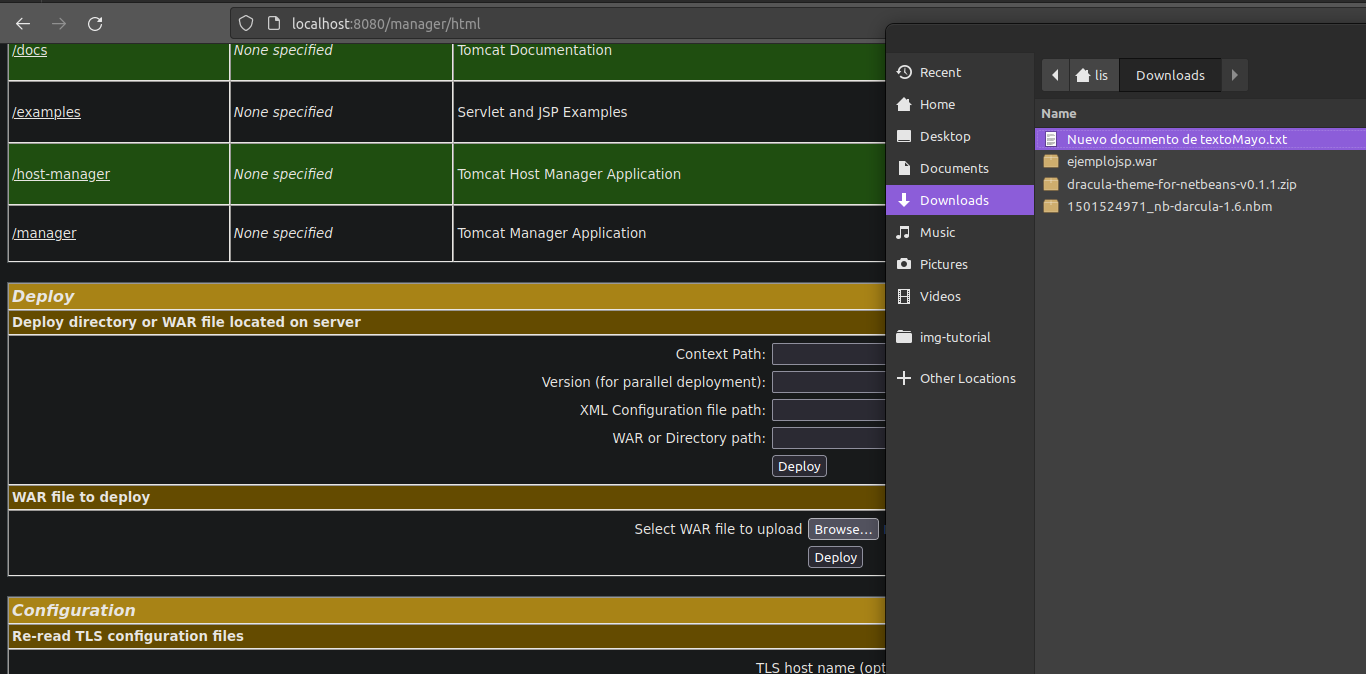 localhost:8080/manager/html
/docs None specified Tomcat Documentation
/examples None specified Servlet and JSP Examples
/host-manager None specified Tomcat Host Manager Application
/manager None specified Tomcat Manager Application
Deploy
Deploy directory or WAR file located on server
Context Path:
Version (for parallel deployment):
XML Configuration file path:
WAR or Directory path:
Deploy
WAR file to deploy
Select WAR file to upload Browse...
Deploy
Configuration
Re-read TLS configuration files
TLS host name (opt
Recent
Home
Desktop
Documents
Downloads
Music
Pictures
Videos
img-tutorial
Other Locations
lis Downloads
Name
Nuevo documento de textoMayo.txt
ejemplojsp.war
dracula-theme-for-netbeans-v0.1.1.zip
1501524971_nb-darcula-1.6.nbm